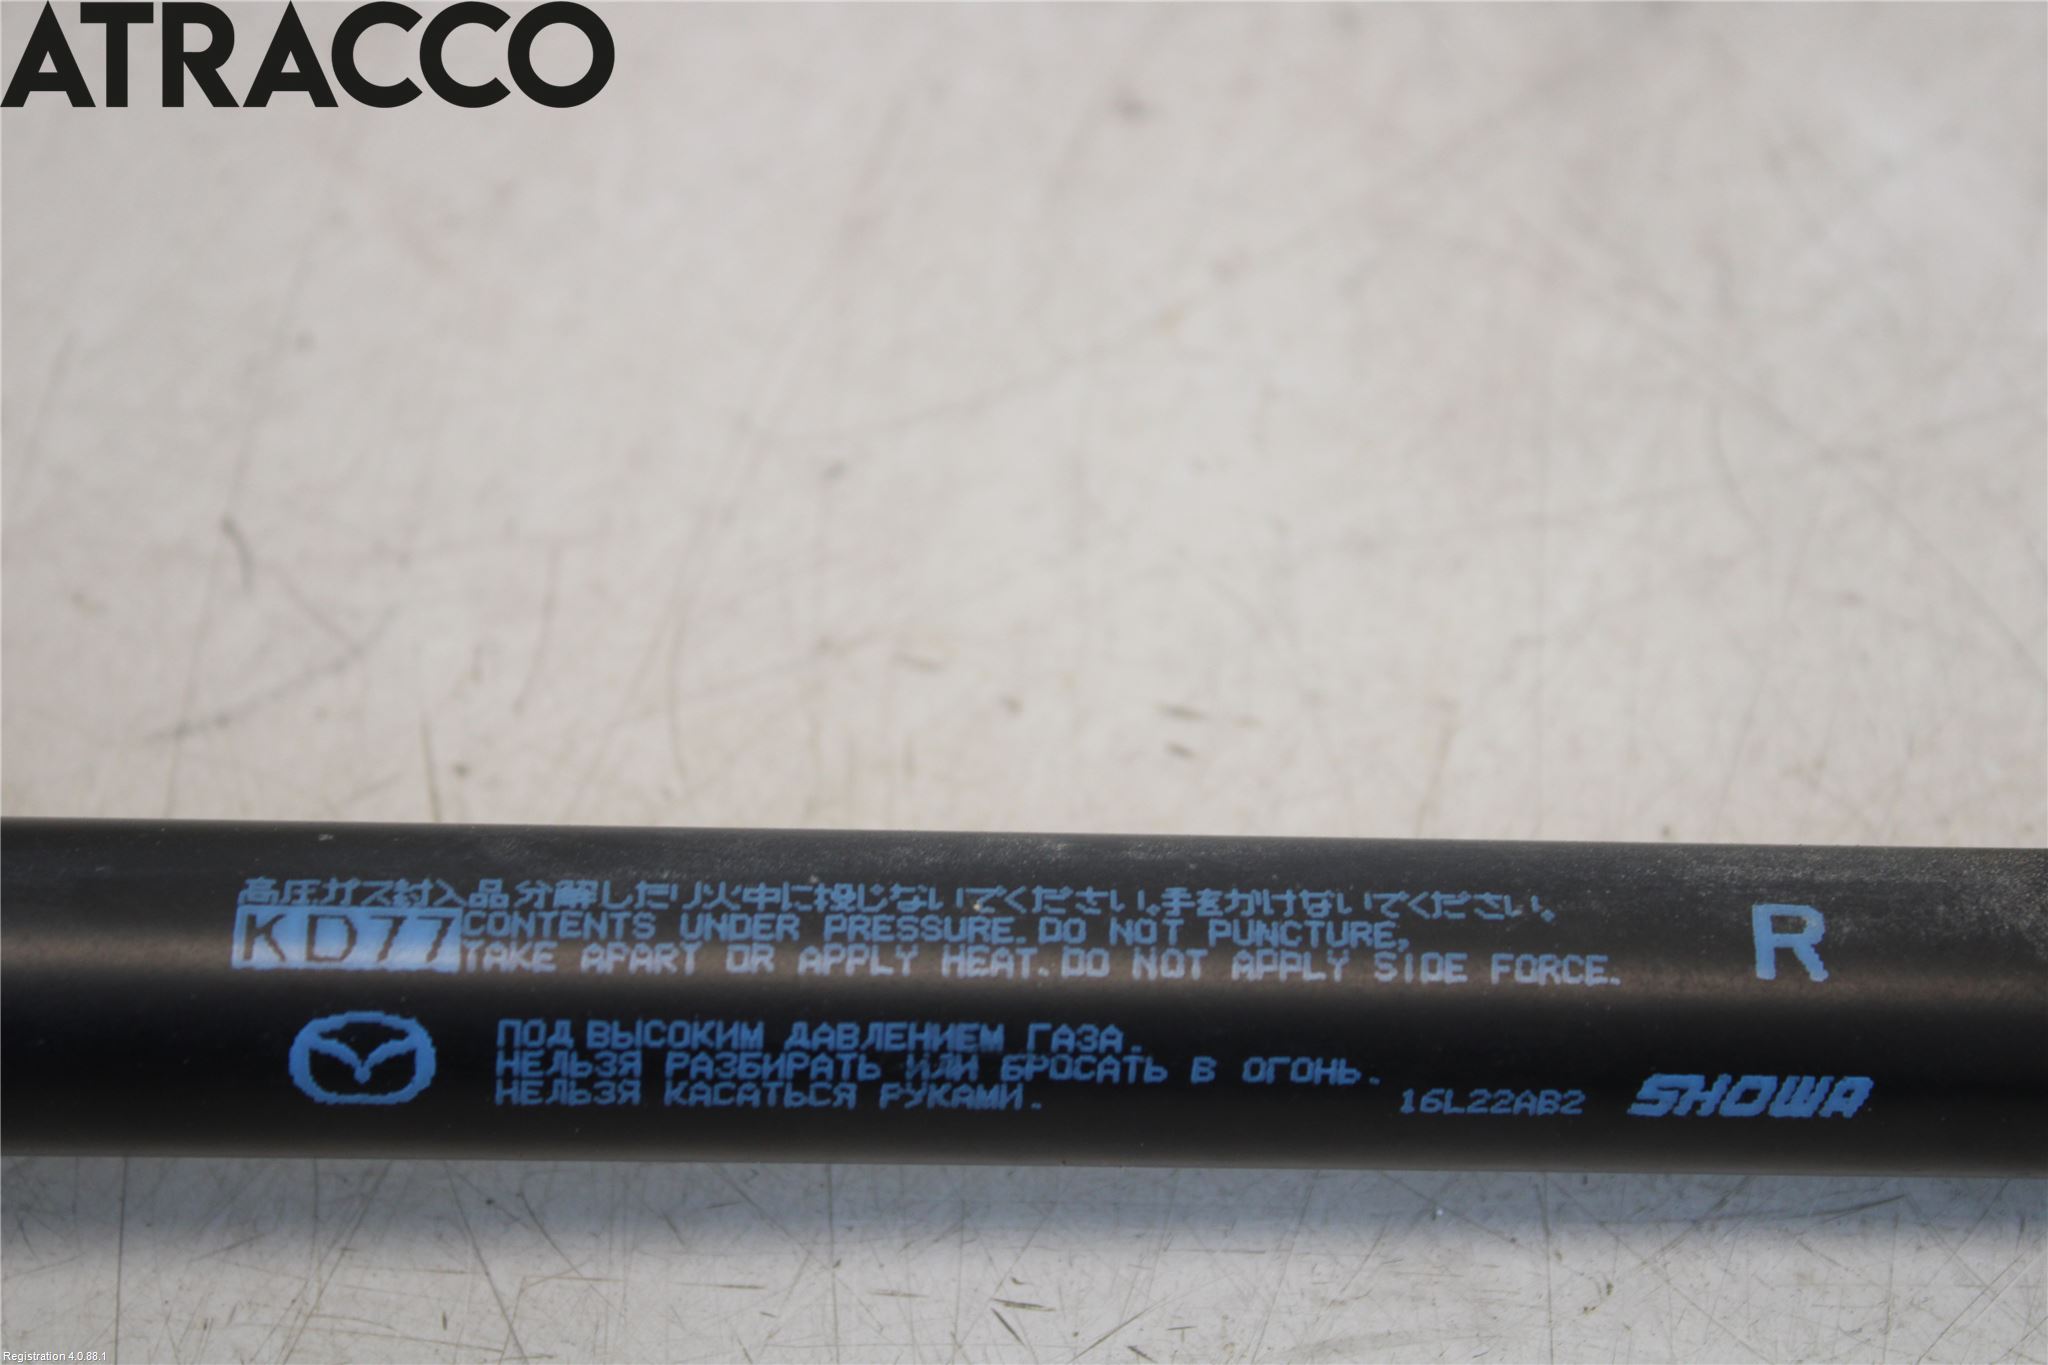 ATRACCO
高圧ガス封入品分解したり火中に投じないでください。手をかけないでください。
KD77
CONTENTS UNDER PRESSURE. DO NOT PUNCTURE,
TAKE APART OR APPLY HEAT. DO NOT APPLY SIDE FORCE.
R
ПОД ВЫСОКИМ ДАВЛЕНИЕМ ГАЗА.
НЕЛЬЗЯ РАЗБИРАТЬ ИЛИ БРОСАТЬ В ОГОНЬ.
НЕЛЬЗЯ КАСАТЬСЯ РУКАМИ.
16L22AB2
SHOWA
Registration 4.0.88.1